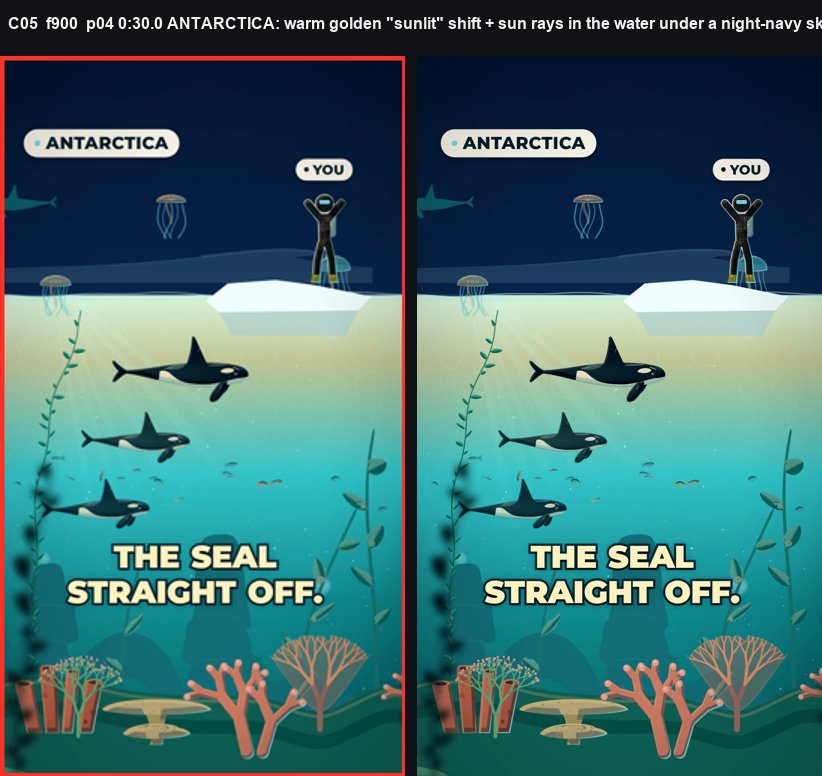 C05 f900 p04 0:30.0 ANTARCTICA: warm golden "sunlit" shift + sun rays in the water under a night-navy sk
ANTARCTICA
YOU
THE SEAL
STRAIGHT OFF.
ANTARCTICA
YOU
THE SEAL
STRAIGHT OFF.